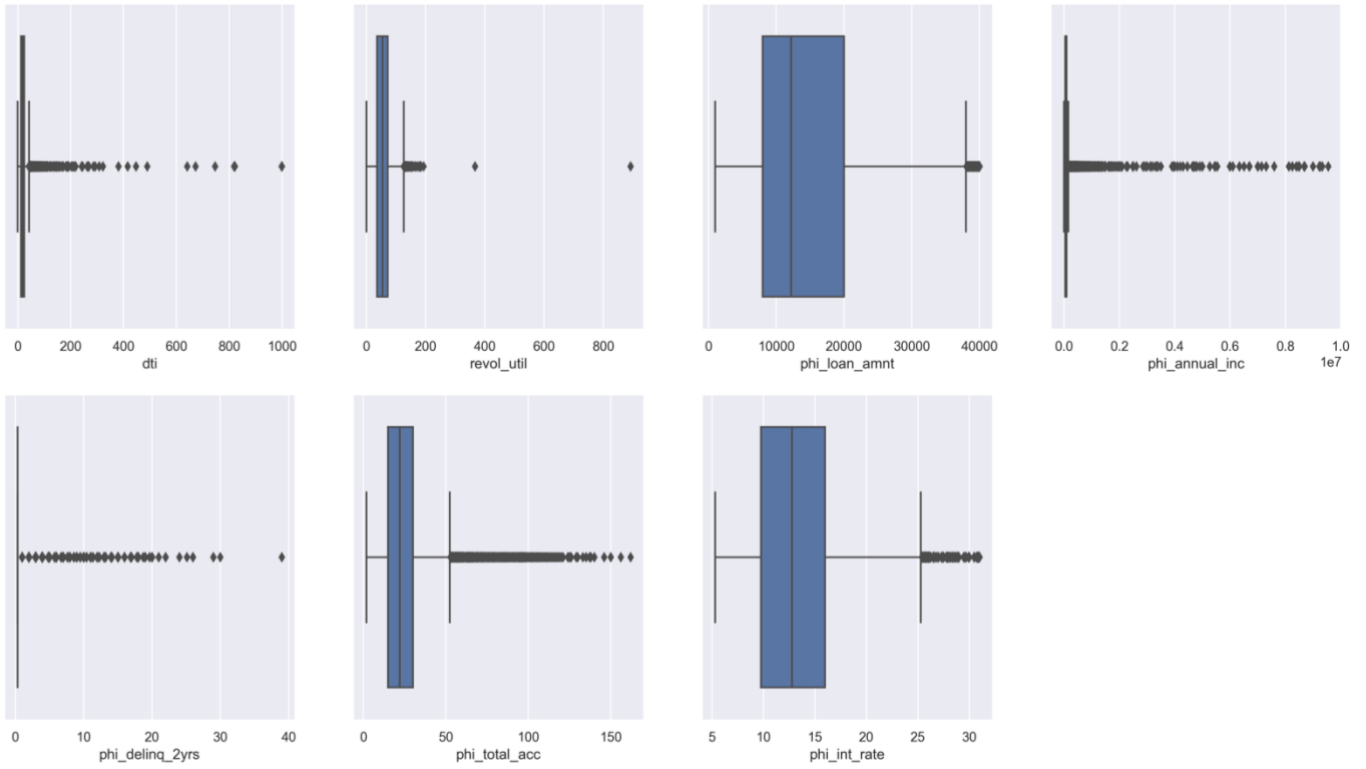 0 200 400 600 800 1000
dti
0 200 400 600 800
revol_util
0 10000 20000 30000 40000
phi_loan_amnt
0.0 0.2 0.4 0.6 0.8 1.0
1e7
phi_annual_inc
0 10 20 30 40
phi_delinq_2yrs
0 50 100 150
phi_total_acc
5 10 15 20 25 30
phi_int_rate